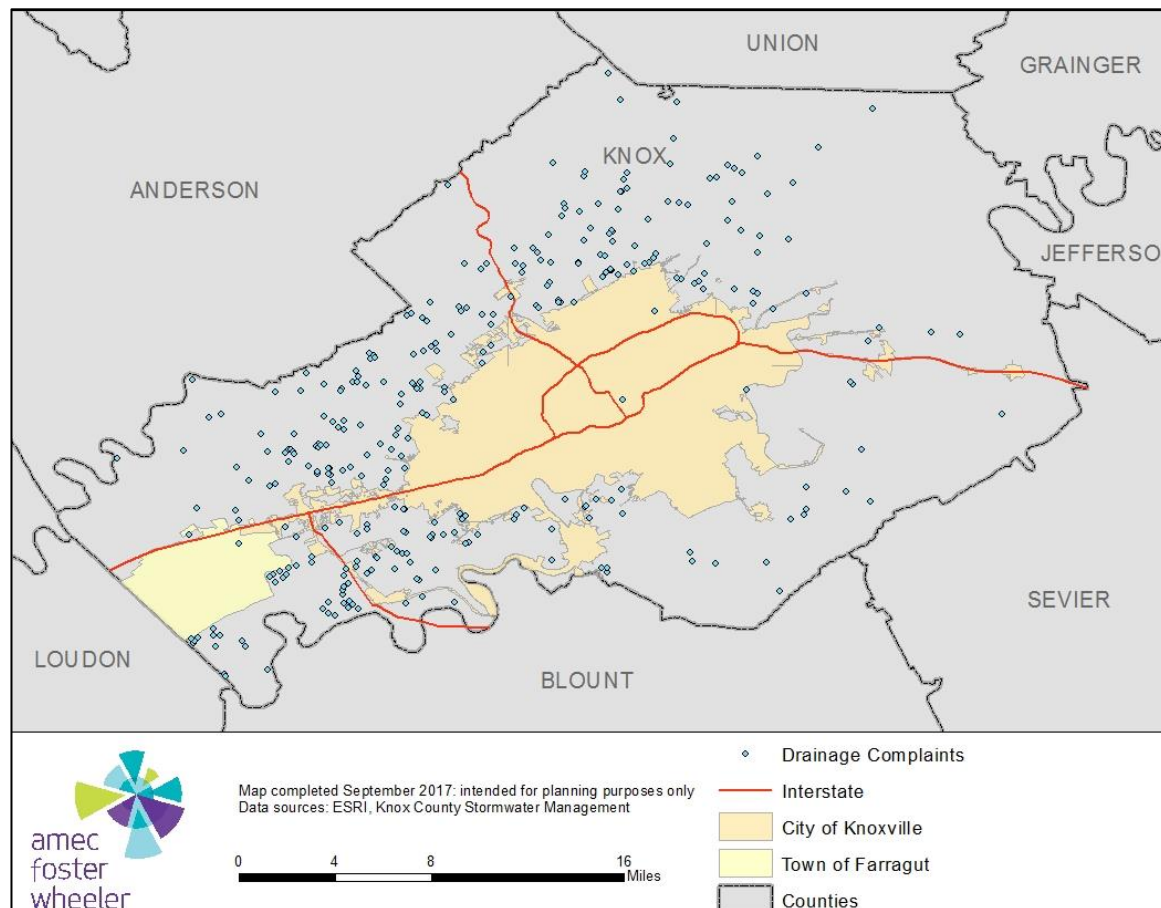 UNION
GRAINGER
KNOX
ANDERSON
JEFFERSO
SEVIER
LOUDON
BLOUNT
amec
foster
wheeler
Map completed September 2017: intended for planning purposes only
Data sources: ESRI, Knox County Stormwater Management
0 4 8 16
Miles
Drainage Complaints
Interstate
City of Knoxville
Town of Farragut
Counties